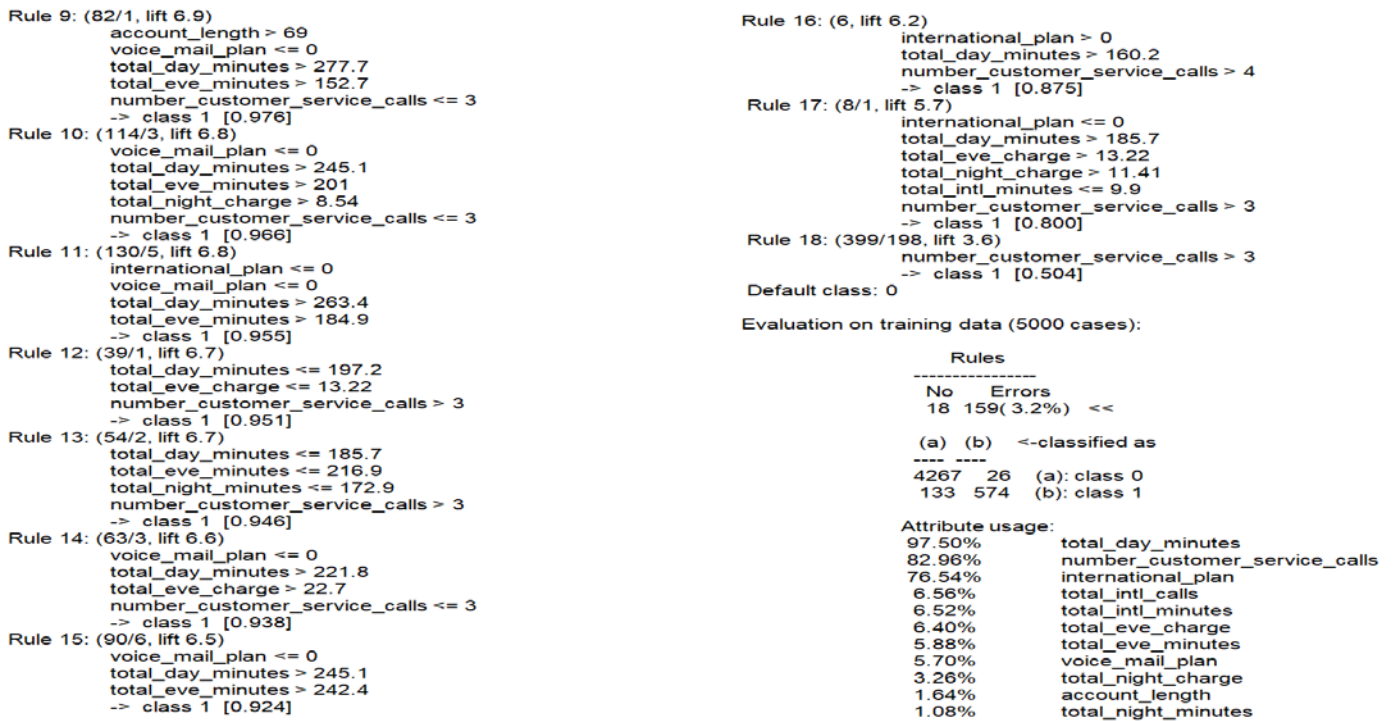 Rule 9: (82/1, lift 6.9)
account_length > 69
voice_mail_plan <= 0
total_day_minutes > 277.7
total_eve_minutes > 152.7
number_customer_service_calls <= 3
-> class 1 [0.976]
Rule 10: (114/3, lift 6.8)
voice_mail_plan <= 0
total_day_minutes > 245.1
total_eve_minutes > 201
total_night_charge > 8.54
number_customer_service_calls <= 3
-> class 1 [0.966]
Rule 11: (130/5, lift 6.8)
international_plan <= 0
voice_mail_plan <= 0
total_day_minutes > 263.4
total_eve_minutes > 184.9
-> class 1 [0.955]
Rule 12: (39/1, lift 6.7)
total_day_minutes <= 197.2
total_eve_charge <= 13.22
number_customer_service_calls > 3
-> class 1 [0.951]
Rule 13: (54/2, lift 6.7)
total_day_minutes <= 185.7
total_eve_minutes <= 216.9
total_night_minutes <= 172.9
number_customer_service_calls > 3
-> class 1 [0.946]
Rule 14: (63/3, lift 6.6)
voice_mail_plan <= 0
total_day_minutes > 221.8
total_eve_charge > 22.7
number_customer_service_calls <= 3
-> class 1 [0.938]
Rule 15: (90/6, lift 6.5)
voice_mail_plan <= 0
total_day_minutes > 245.1
total_eve_minutes > 242.4
-> class 1 [0.924]
Rule 16: (6, lift 6.2)
international_plan > 0
total_day_minutes > 160.2
number_customer_service_calls > 4
-> class 1 [0.875]
Rule 17: (8/1, lift 5.7)
international_plan <= 0
total_day_minutes > 185.7
total_eve_charge > 13.22
total_night_charge > 11.41
total_intl_minutes <= 9.9
number_customer_service_calls > 3
-> class 1 [0.800]
Rule 18: (399/198, lift 3.6)
number_customer_service_calls > 3
-> class 1 [0.504]
Default class: 0
Evaluation on training data (5000 cases):
Rules
----------------
No Errors
18 159( 3.2%) <<
(a) (b) <-classified as
---- ----
4267 26 (a): class 0
133 574 (b): class 1
Attribute usage:
97.50% total_day_minutes
82.96% number_customer_service_calls
76.54% international_plan
6.56% total_intl_calls
6.52% total_intl_minutes
6.40% total_eve_charge
5.88% total_eve_minutes
5.70% voice_mail_plan
3.26% total_night_charge
1.64% account_length
1.08% total_night_minutes